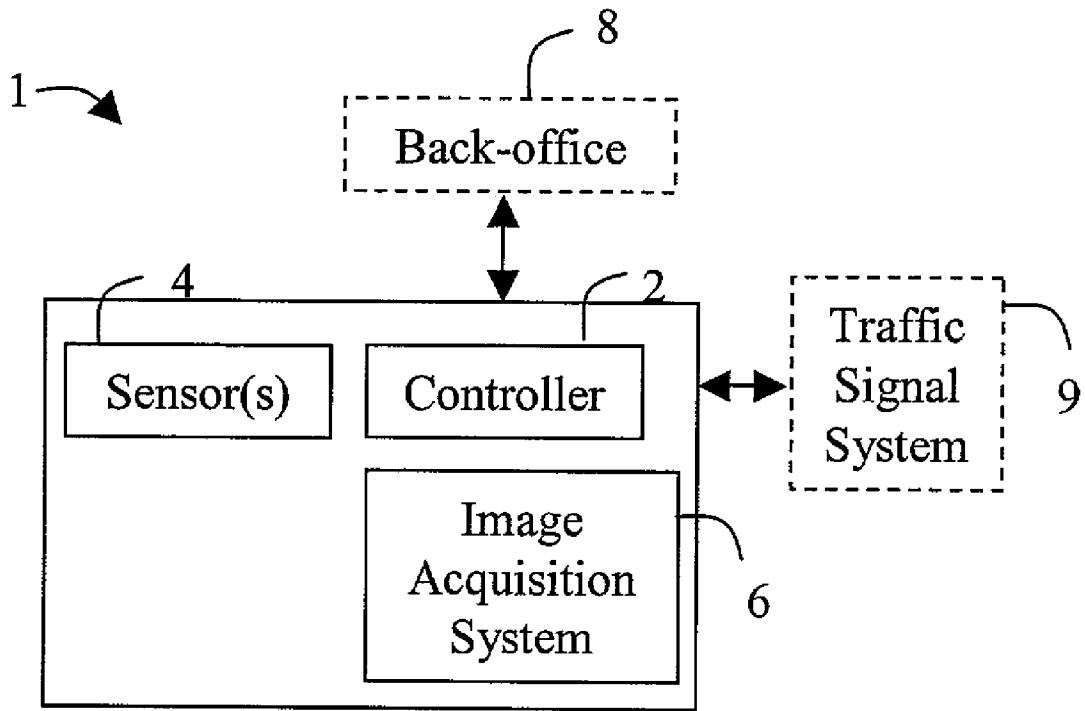 8
1
Back-office
4
2
Sensor(s)
Controller
Traffic
Signal
System
9
Image
Acquisition
System
6